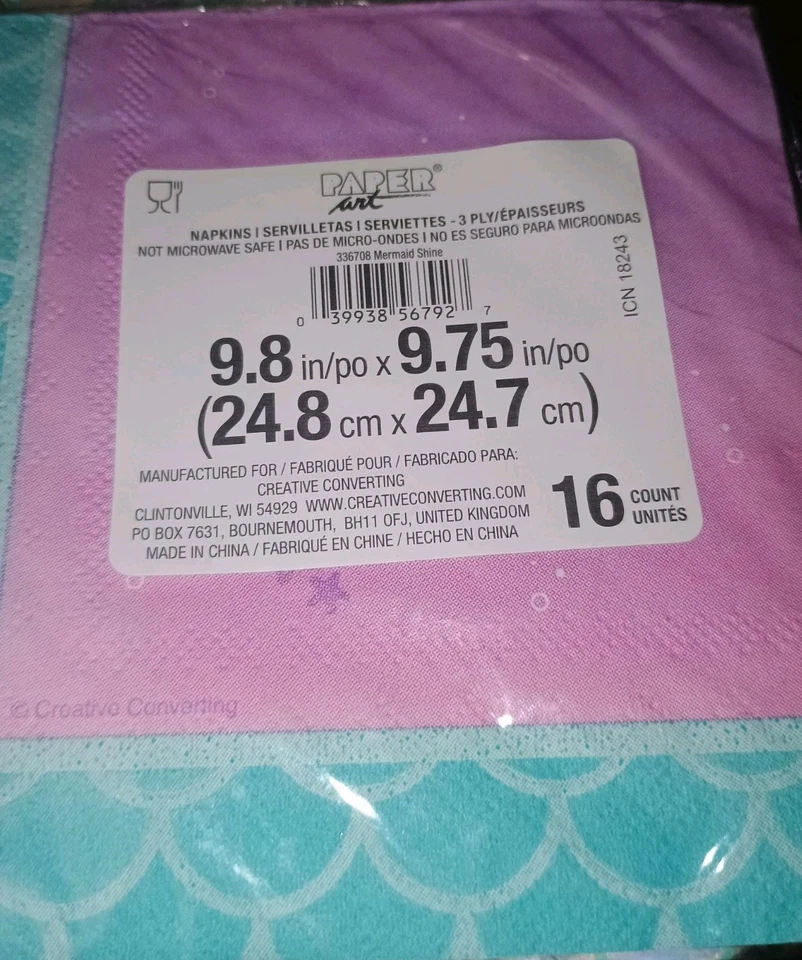 PAPER®
art
NAPKINS | SERVILLETAS | SERVIETTES - 3 PLY/ÉPAISSEURS
NOT MICROWAVE SAFE | PAS DE MICRO-ONDES | NO ES SEGURO PARA MICROONDAS
336708 Mermaid Shine
ICN 18243
0 39938 56792 7
9.8 in/po x 9.75 in/po
(24.8 cm x 24.7 cm)
MANUFACTURED FOR / FABRIQUÉ POUR / FABRICADO PARA:
CREATIVE CONVERTING
CLINTONVILLE, WI 54929 WWW.CREATIVECONVERTING.COM
PO BOX 7631, BOURNEMOUTH, BH11 OFJ, UNITED KINGDOM
MADE IN CHINA / FABRIQUÉ EN CHINE / HECHO EN CHINA
16 COUNT
UNITÉS
© Creative Converting